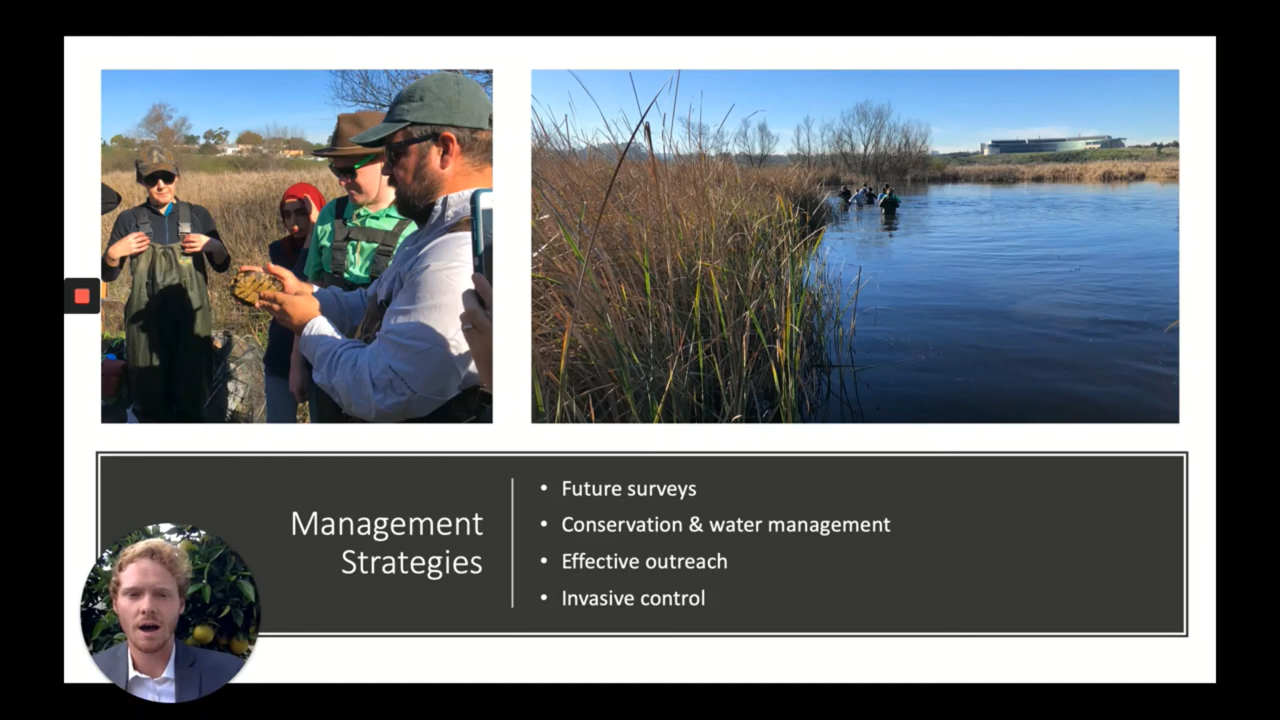 Management
Strategies
• Future surveys
• Conservation & water management
• Effective outreach
• Invasive control